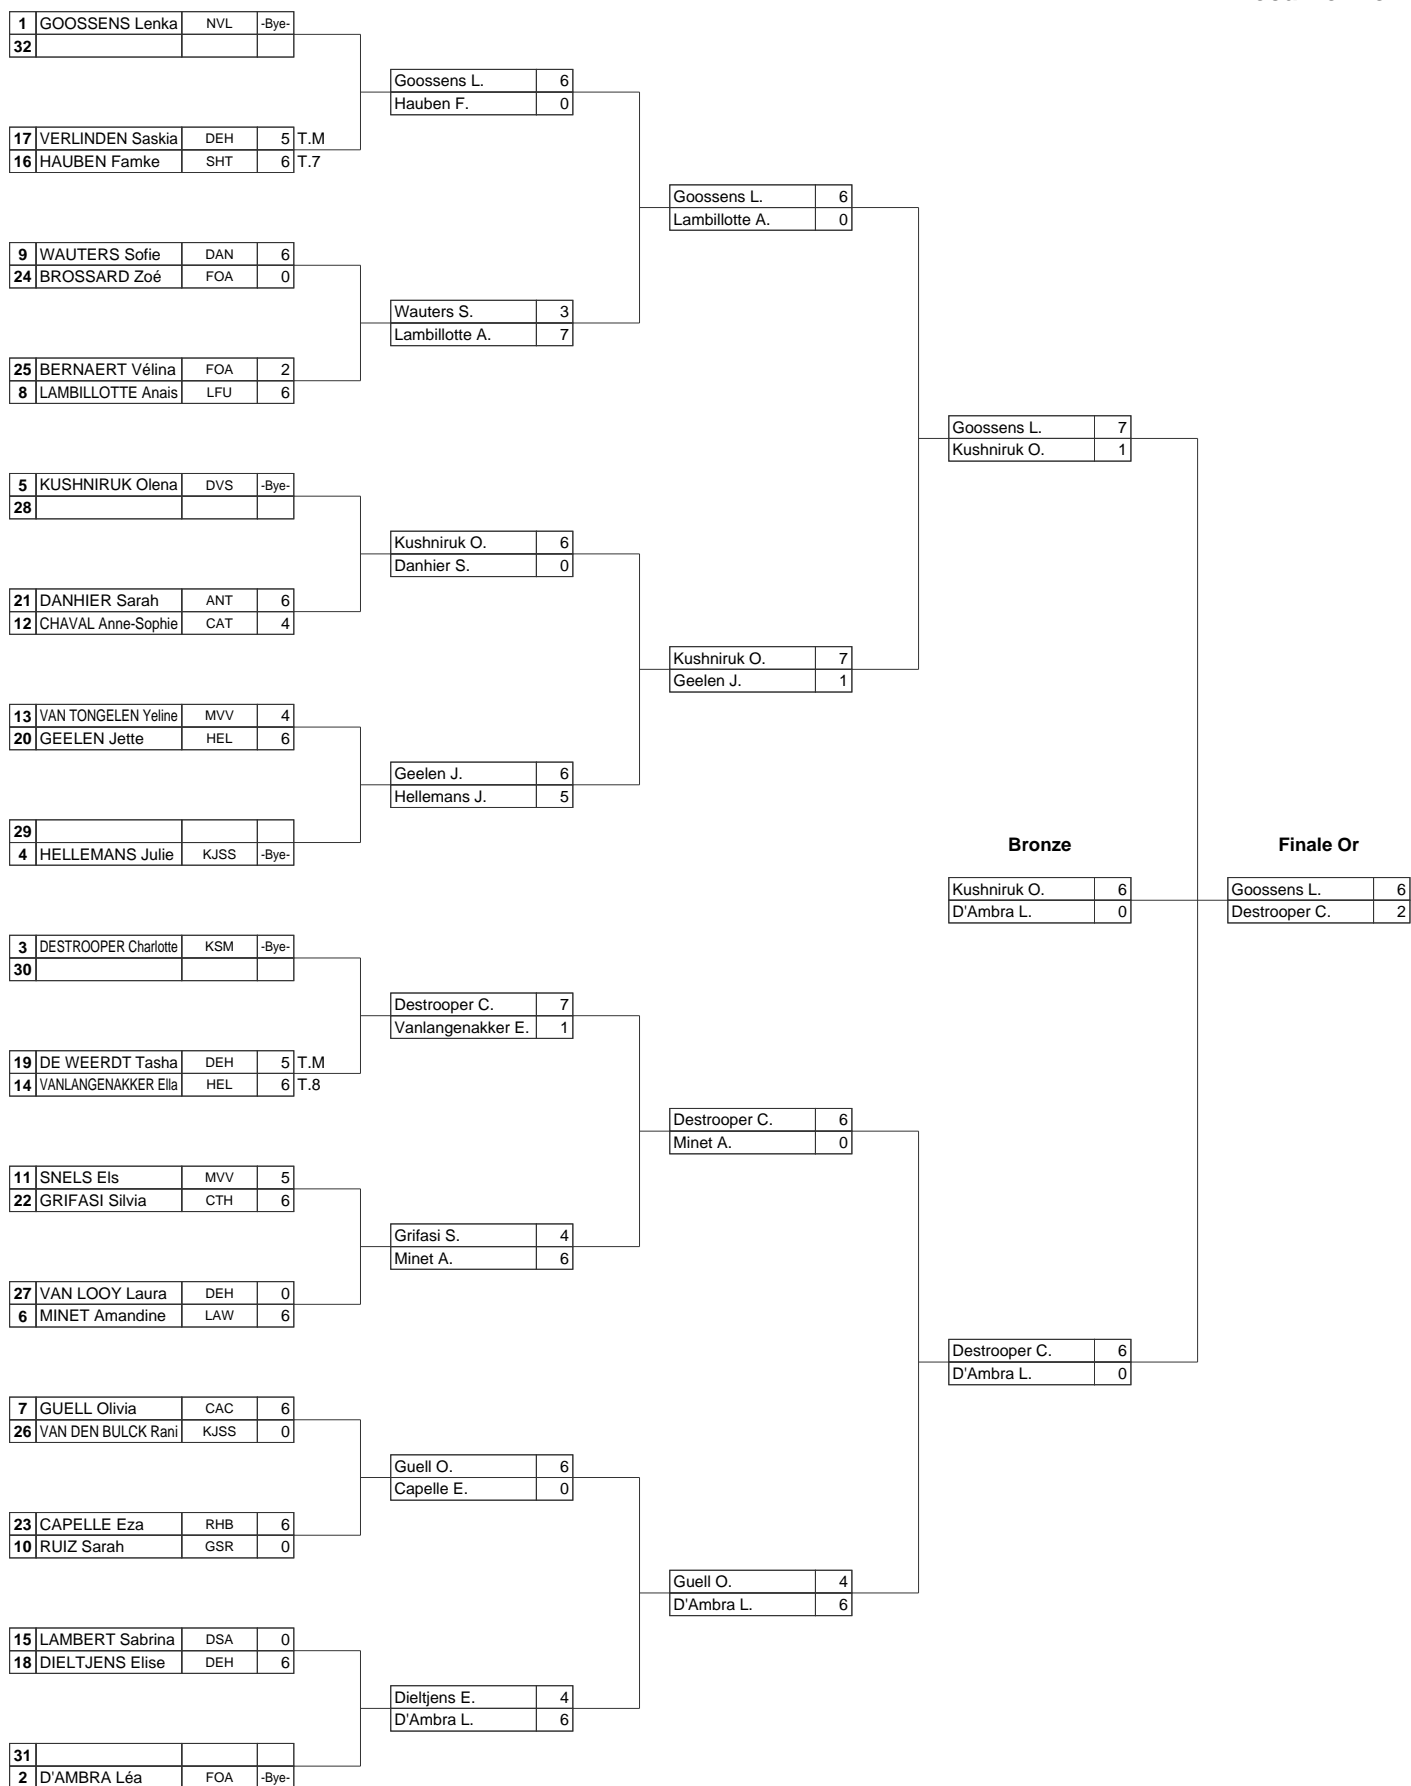 1 GOOSSENS Lenka NVL -Bye-
32
Goossens L. 6
Hauben F. 0
17 VERLINDEN Saskia DEH 5 T.M
16 HAUBEN Famke SHT 6 T.7
Goossens L. 6
Lambillotte A. 0
9 WAUTERS Sofie DAN 6
24 BROSSARD Zoé FOA 0
Wauters S. 3
Lambillotte A. 7
25 BERNAERT Vélina FOA 2
8 LAMBILLOTTE Anais LFU 6
Goossens L. 7
Kushniruk O. 1
5 KUSHNIRUK Olena DVS -Bye-
28
Kushniruk O. 6
Danhier S. 0
21 DANHIER Sarah ANT 6
12 CHAVAL Anne-Sophie CAT 4
Kushniruk O. 7
Geelen J. 1
13 VAN TONGELEN Yeline MVV 4
20 GEELEN Jette HEL 6
Geelen J. 6
Hellemans J. 5
29
4 HELLEMANS Julie KJSS -Bye-
Bronze Finale Or
Kushniruk O. 6 Goossens L. 6
D'Ambra L. 0 Destrooper C. 2
3 DESTROOPER Charlotte KSM -Bye-
30
Destrooper C. 7
Vanlangenakker E. 1
19 DE WEERDT Tasha DEH 5 T.M
14 VANLANGENAKKER Ella HEL 6 T.8
Destrooper C. 6
Minet A. 0
11 SNELS Els MVV 5
22 GRIFASI Silvia CTH 6
Grifasi S. 4
Minet A. 6
27 VAN LOOY Laura DEH 0
6 MINET Amandine LAW 6
Destrooper C. 6
D'Ambra L. 0
7 GUELL Olivia CAC 6
26 VAN DEN BULCK Rani KJSS 0
Guell O. 6
Capelle E. 0
23 CAPELLE Eza RHB 6
10 RUIZ Sarah GSR 0
Guell O. 4
D'Ambra L. 6
15 LAMBERT Sabrina DSA 0
18 DIELTJENS Elise DEH 6
Dieltjens E. 4
D'Ambra L. 6
31
2 D'AMBRA Léa FOA -Bye-